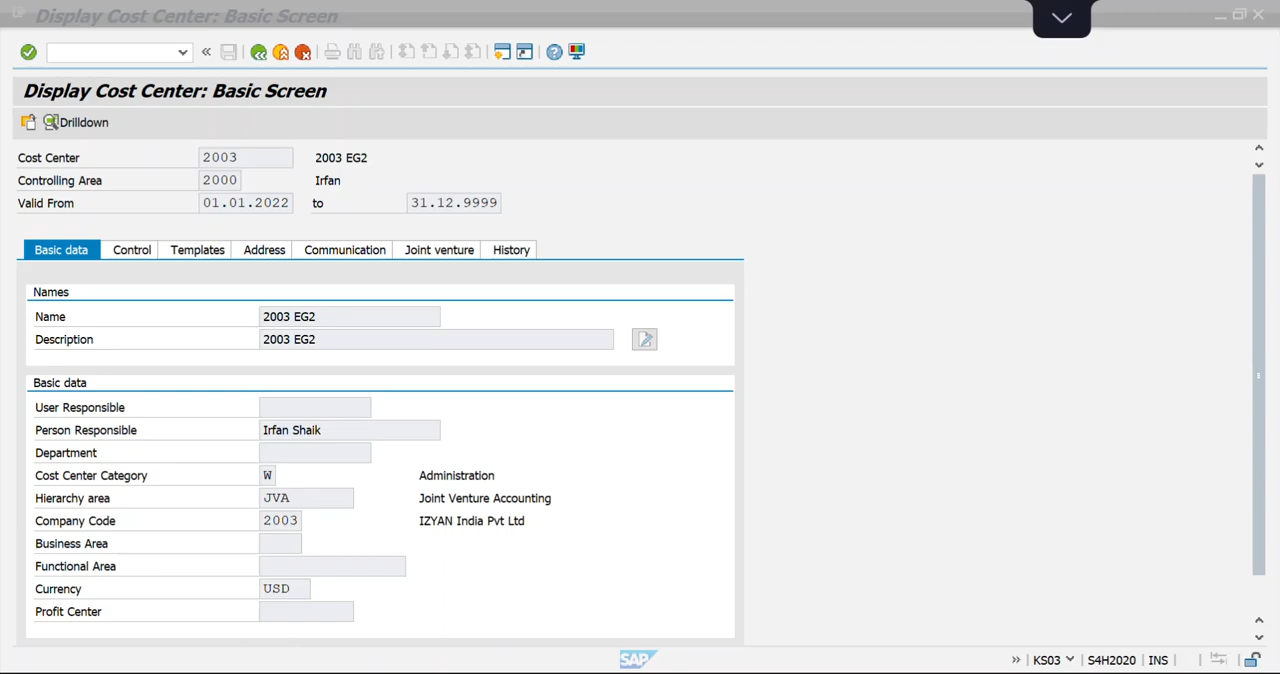 Display Cost Center: Basic Screen
Display Cost Center: Basic Screen
Drilldown
Cost Center 2003 2003 EG2
Controlling Area 2000 Irfan
Valid From 01.01.2022 to 31.12.9999
Basic data Control Templates Address Communication Joint venture History
Names
Name 2003 EG2
Description 2003 EG2
Basic data
User Responsible
Person Responsible Irfan Shaik
Department
Cost Center Category W Administration
Hierarchy area JVA Joint Venture Accounting
Company Code 2003 IZYAN India Pvt Ltd
Business Area
Functional Area
Currency USD
Profit Center
SAP
KS03 S4H2020 INS